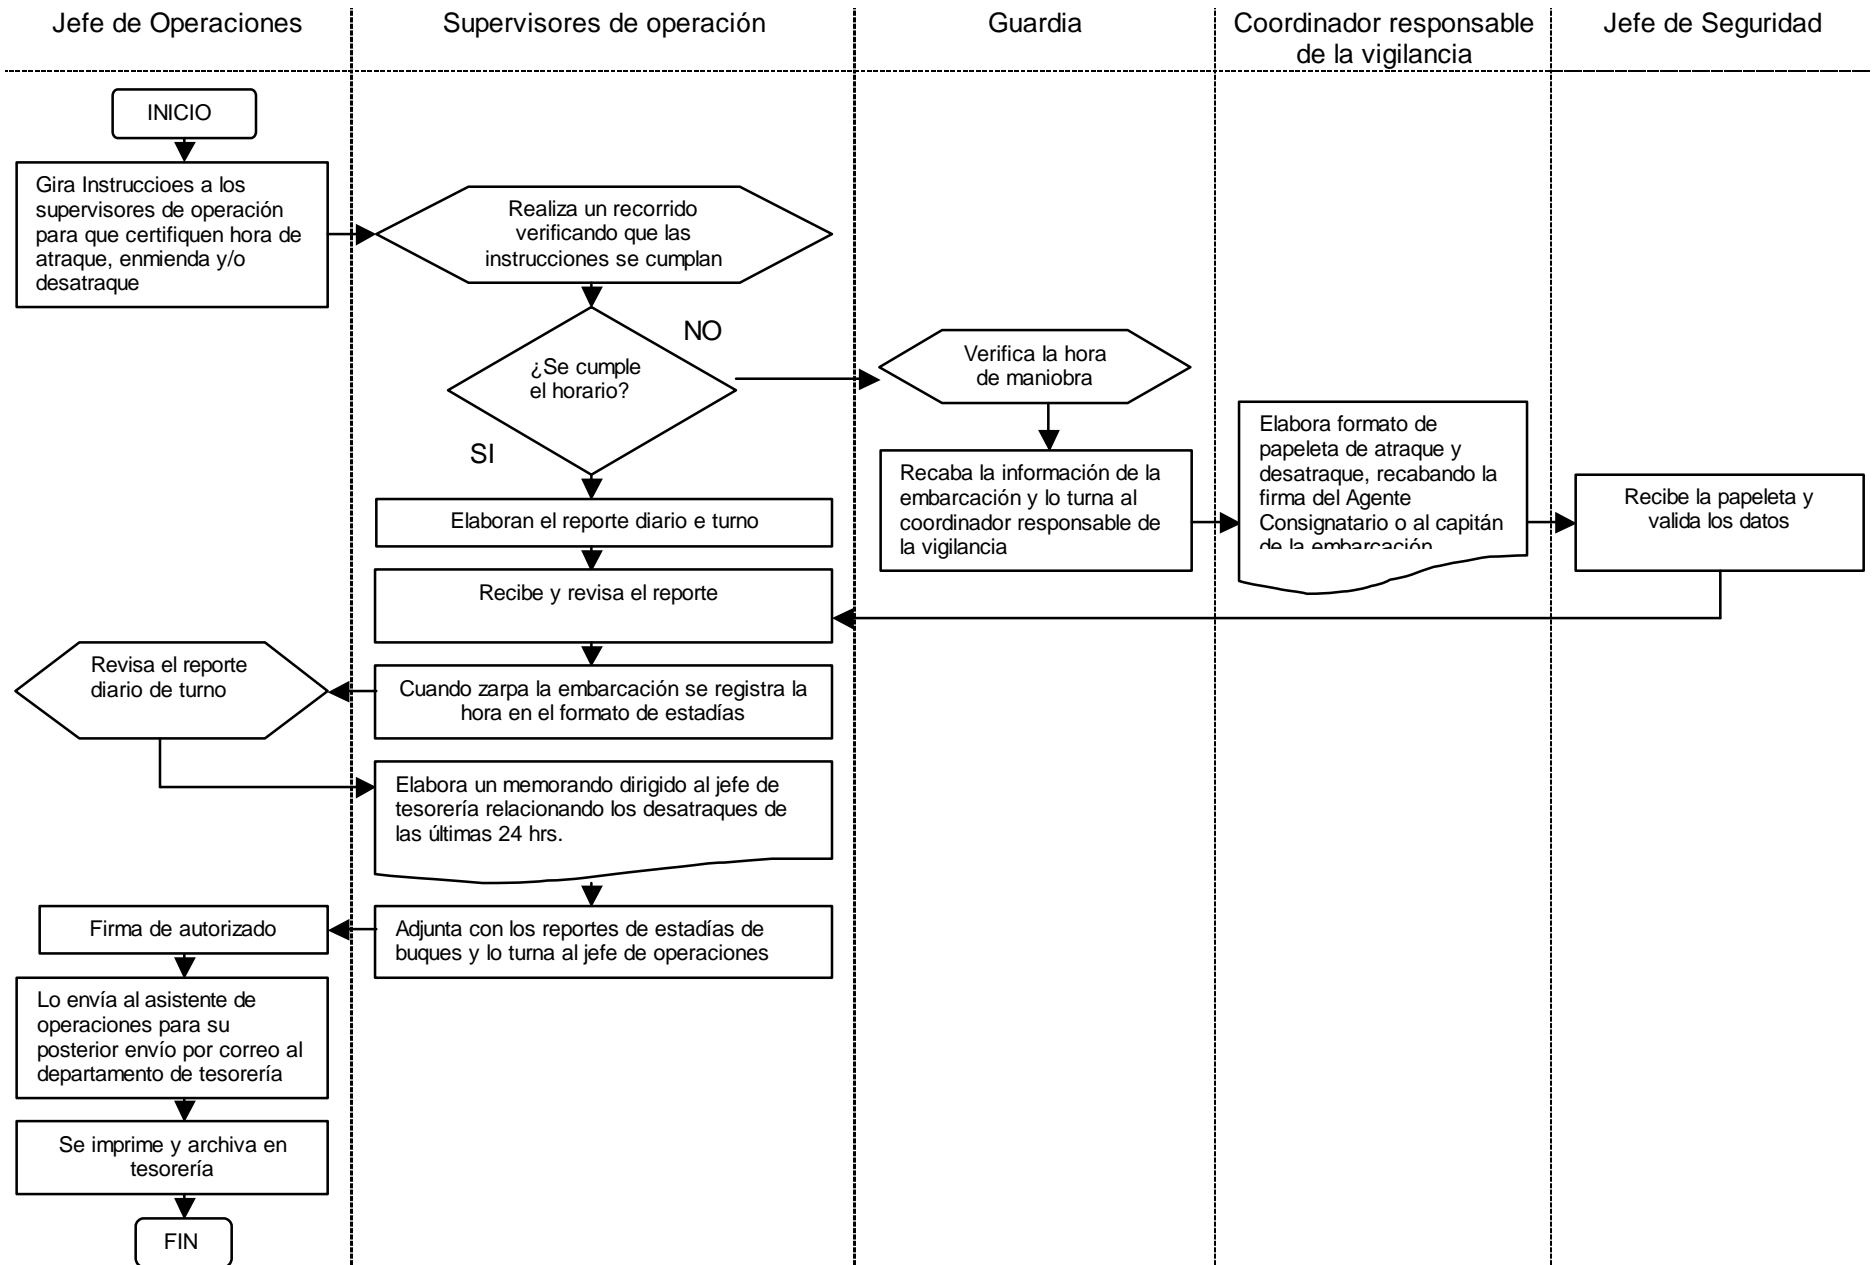 Jefe de Operaciones
Supervisores de operación
Guardia
Coordinador responsable
de la vigilancia
Jefe de Seguridad
INICIO
Gira Instruccioes a los
supervisores de operación
para que certifiquen hora de
atraque, enmienda y/o
desatraque
Realiza un recorrido
verificando que las
instrucciones se cumplan
NO
¿Se cumple
el horario?
SI
Verifica la hora
de maniobra
Recaba la información de la
embarcación y lo turna al
coordinador responsable de
la vigilancia
Elabora formato de
papeleta de atraque y
desatraque, recabando la
firma del Agente
Consignatario o al capitán
de la embarcación
Recibe la papeleta y
valida los datos
Elaboran el reporte diario e turno
Recibe y revisa el reporte
Cuando zarpa la embarcación se registra la
hora en el formato de estadías
Revisa el reporte
diario de turno
Elabora un memorando dirigido al jefe de
tesorería relacionando los desatraques de
las últimas 24 hrs.
Adjunta con los reportes de estadías de
buques y lo turna al jefe de operaciones
Firma de autorizado
Lo envía al asistente de
operaciones para su
posterior envío por correo al
departamento de tesorería
Se imprime y archiva en
tesorería
FIN